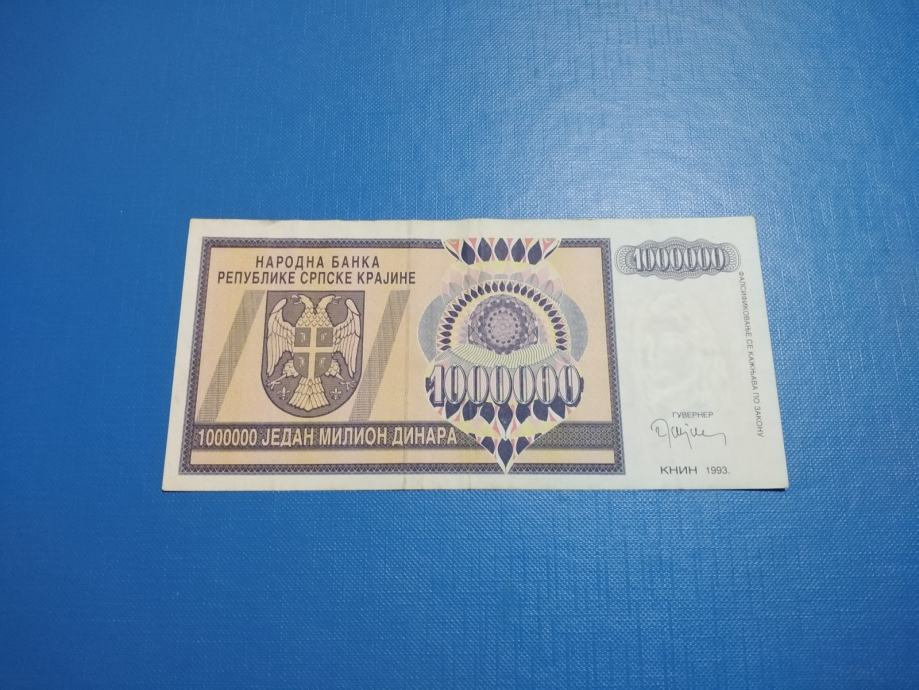 НАРОДНА БАНКА
РЕПУБЛИКЕ СРПСКЕ КРАЈИНЕ
1000000
1000000
1000000 ЈЕДАН МИЛИОН ДИНАРА
ГУВЕРНЕР
КНИН 1993.
ФАЛСИФИКОВАЊЕ СЕ КАЖЊАВА ПО ЗАКОНУ